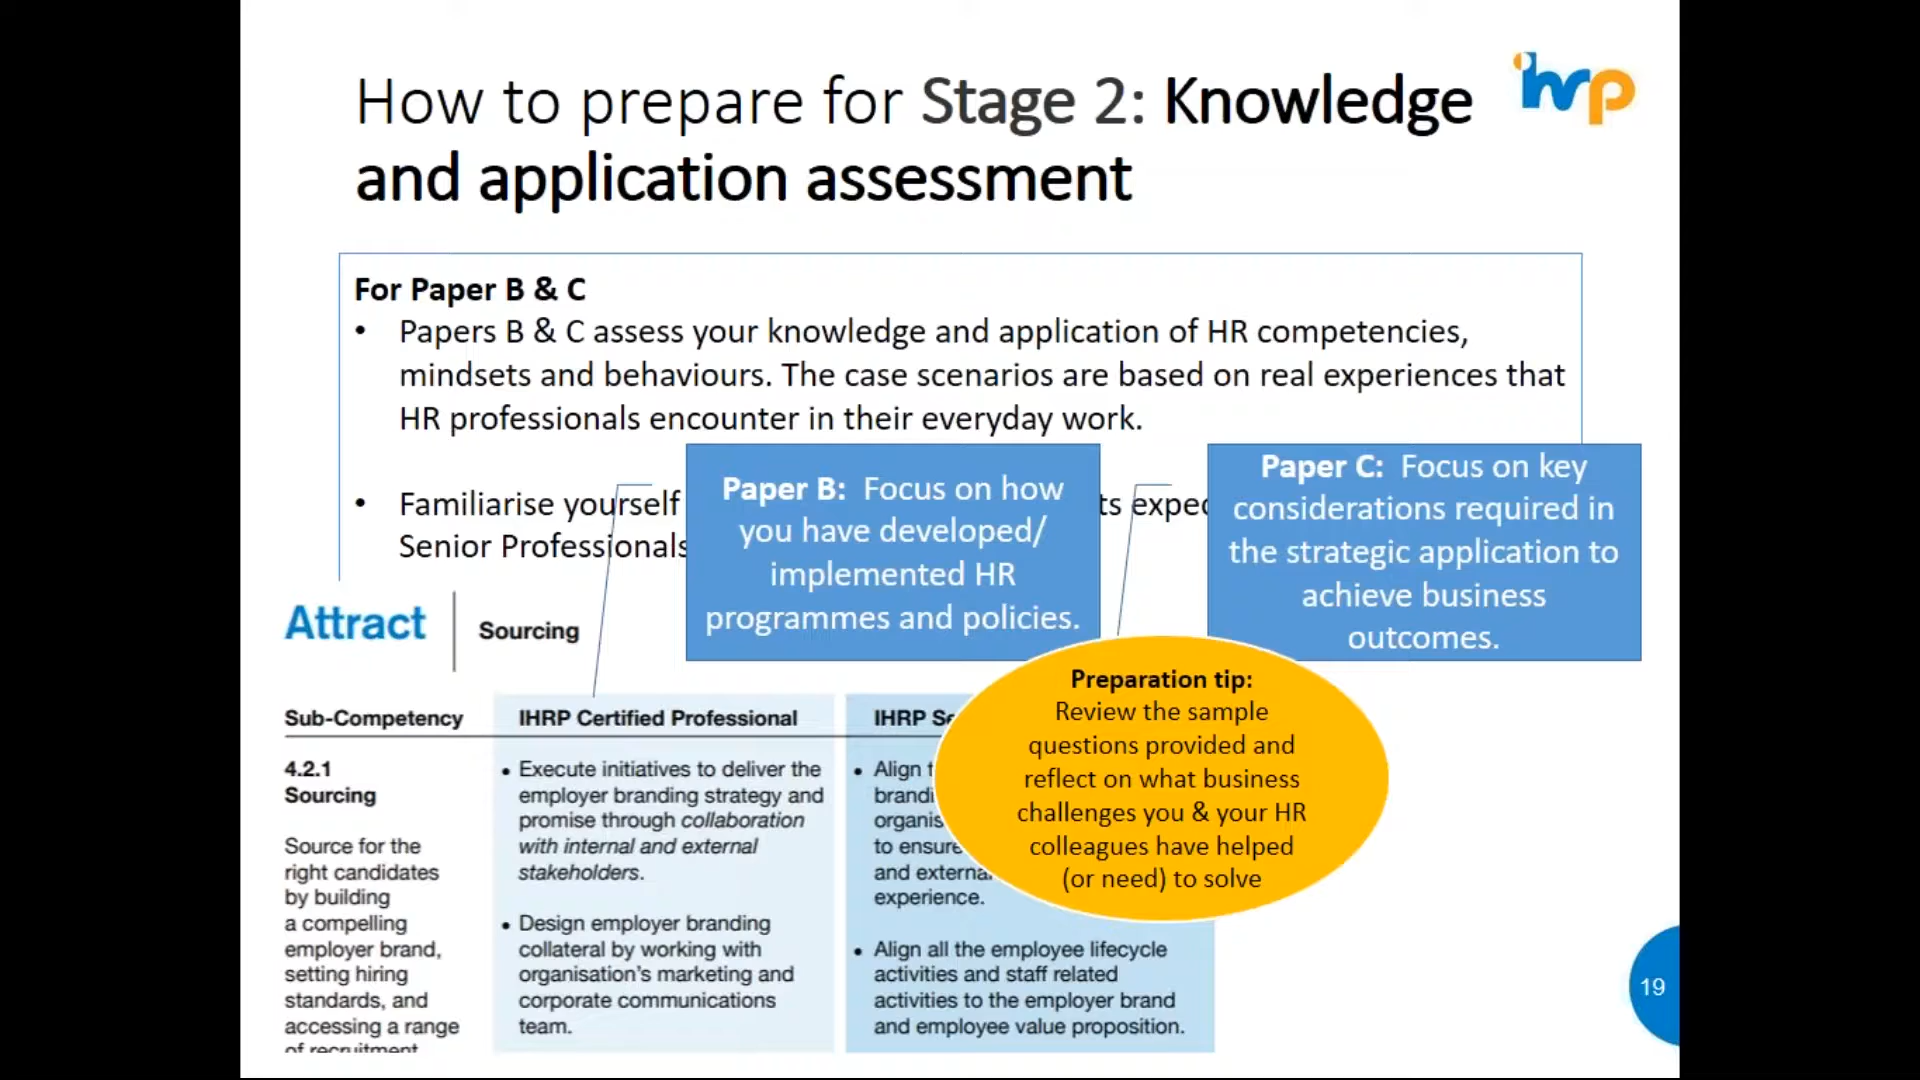 How to prepare for Stage 2: Knowledge
and application assessment
ihrp
For Paper B & C
• Papers B & C assess your knowledge and application of HR competencies,
mindsets and behaviours. The case scenarios are based on real experiences that
HR professionals encounter in their everyday work.
• Familiarise yourself
Senior Professionals
Paper B: Focus on how
you have developed/
implemented HR
programmes and policies.
Paper C: Focus on key
considerations required in
the strategic application to
achieve business
outcomes.
Attract
Sourcing
Preparation tip:
Review the sample
questions provided and
reflect on what business
challenges you & your HR
colleagues have helped
(or need) to solve
Sub-Competency
4.2.1
Sourcing
Source for the
right candidates
by building
a compelling
employer brand,
setting hiring
standards, and
accessing a range
of recruitment
IHRP Certified Professional
• Execute initiatives to deliver the
employer branding strategy and
promise through collaboration
with internal and external
stakeholders.
• Design employer branding
collateral by working with
organisation's marketing and
corporate communications
team.
IHRP
• Align
to ensure
and
experience.
• Align all the employee lifecycle
activities and staff related
activities to the employer brand
and employee value proposition.
19